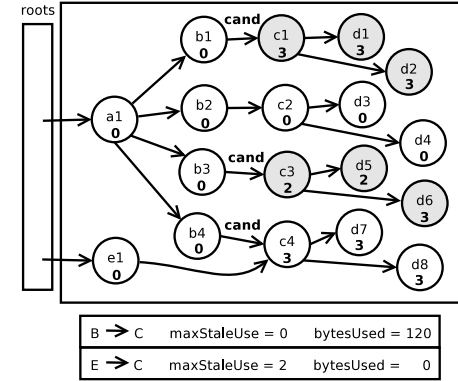 roots
b1
0
cand
c1
3
d1
3
d2
3
a1
0
b2
0
c2
0
d3
0
d4
0
b3
0
cand
c3
2
d5
2
d6
3
b4
0
cand
c4
3
d7
3
d8
3
e1
0
B C maxStaleUse = 0 bytesUsed = 120
E C maxStaleUse = 2 bytesUsed = 0